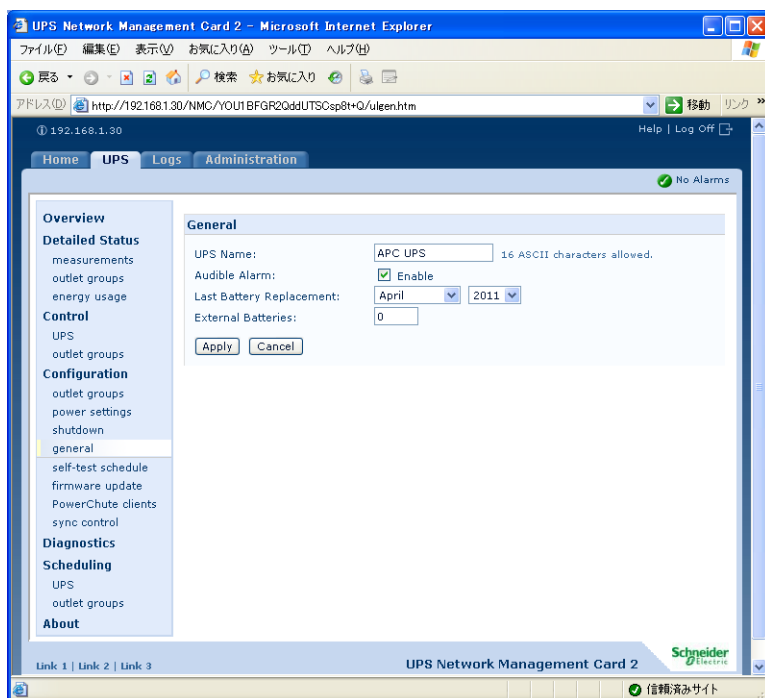 UPS Network Management Card 2 - Microsoft Internet Explorer
ファイル(F) 編集(E) 表示(V) お気に入り(A) ツール(T) ヘルプ(H)
戻る 検索 お気に入り
アドレス(D) http://192.168.1.30/NMC/YOU1BFGR2QddUTSCsp8t+Q/ulgen.htm 移動 リンク »
192.168.1.30 Help | Log Off
Home UPS Logs Administration
No Alarms
Overview
Detailed Status
measurements
outlet groups
energy usage
Control
UPS
outlet groups
Configuration
outlet groups
power settings
shutdown
general
self-test schedule
firmware update
PowerChute clients
sync control
Diagnostics
Scheduling
UPS
outlet groups
About
General
UPS Name: APC UPS 16 ASCII characters allowed.
Audible Alarm: Enable
Last Battery Replacement: April 2011
External Batteries: 0
Apply Cancel
Link 1 | Link 2 | Link 3
UPS Network Management Card 2
Schneider Electric
信頼済みサイト